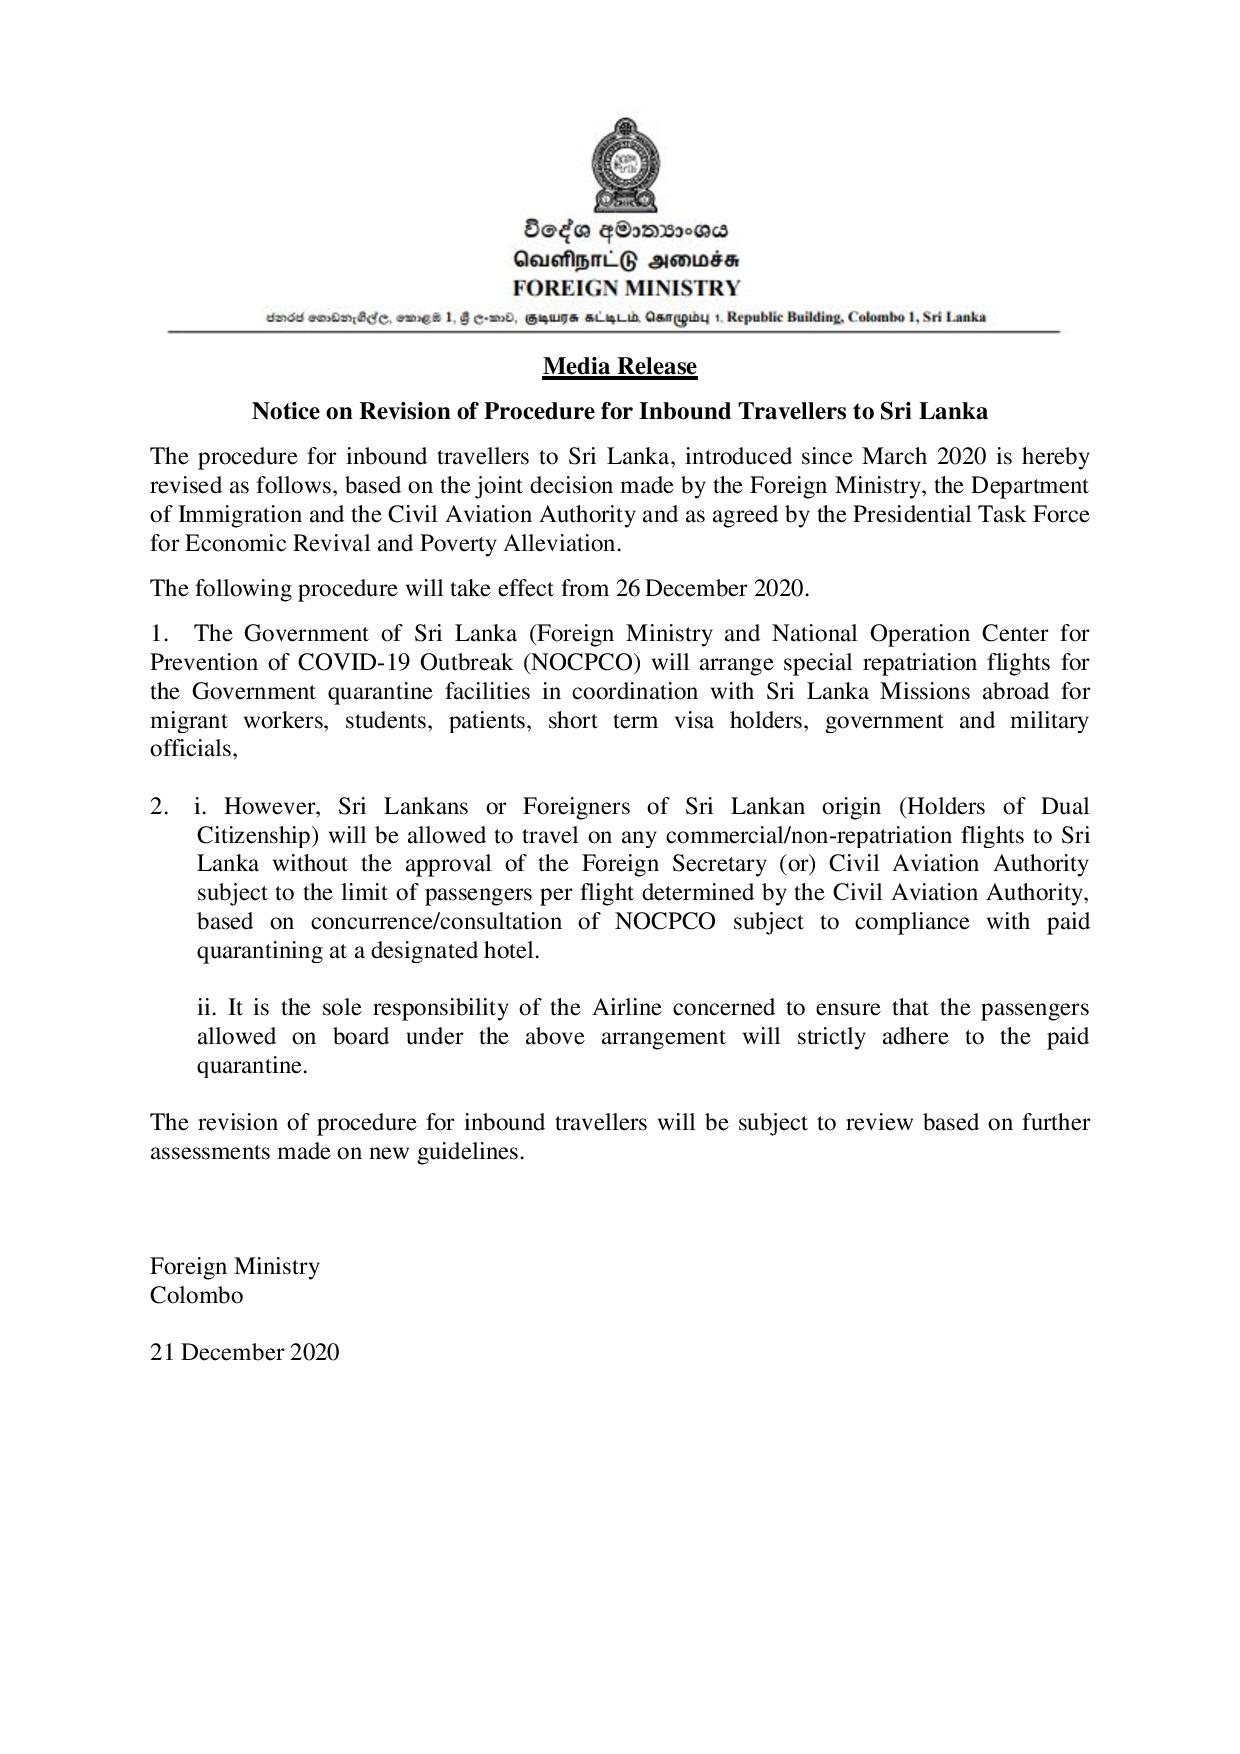 විදේශ අමාත්‍යාංශය
வெளிநாட்டு அமைச்சு
FOREIGN MINISTRY
ජනරජ ගොඩනැගිල්ල, කොළඹ 1, ශ්‍රී ලංකාව, குடியரசு கட்டிடம், கொழும்பு 1, Republic Building, Colombo 1, Sri Lanka
Media Release
Notice on Revision of Procedure for Inbound Travellers to Sri Lanka
The procedure for inbound travellers to Sri Lanka, introduced since March 2020 is hereby
revised as follows, based on the joint decision made by the Foreign Ministry, the Department
of Immigration and the Civil Aviation Authority and as agreed by the Presidential Task Force
for Economic Revival and Poverty Alleviation.
The following procedure will take effect from 26 December 2020.
1. The Government of Sri Lanka (Foreign Ministry and National Operation Center for
Prevention of COVID-19 Outbreak (NOCPCO) will arrange special repatriation flights for
the Government quarantine facilities in coordination with Sri Lanka Missions abroad for
migrant workers, students, patients, short term visa holders, government and military
officials,
2. i. However, Sri Lankans or Foreigners of Sri Lankan origin (Holders of Dual
Citizenship) will be allowed to travel on any commercial/non-repatriation flights to Sri
Lanka without the approval of the Foreign Secretary (or) Civil Aviation Authority
subject to the limit of passengers per flight determined by the Civil Aviation Authority,
based on concurrence/consultation of NOCPCO subject to compliance with paid
quarantining at a designated hotel.
ii. It is the sole responsibility of the Airline concerned to ensure that the passengers
allowed on board under the above arrangement will strictly adhere to the paid
quarantine.
The revision of procedure for inbound travellers will be subject to review based on further
assessments made on new guidelines.
Foreign Ministry
Colombo
21 December 2020